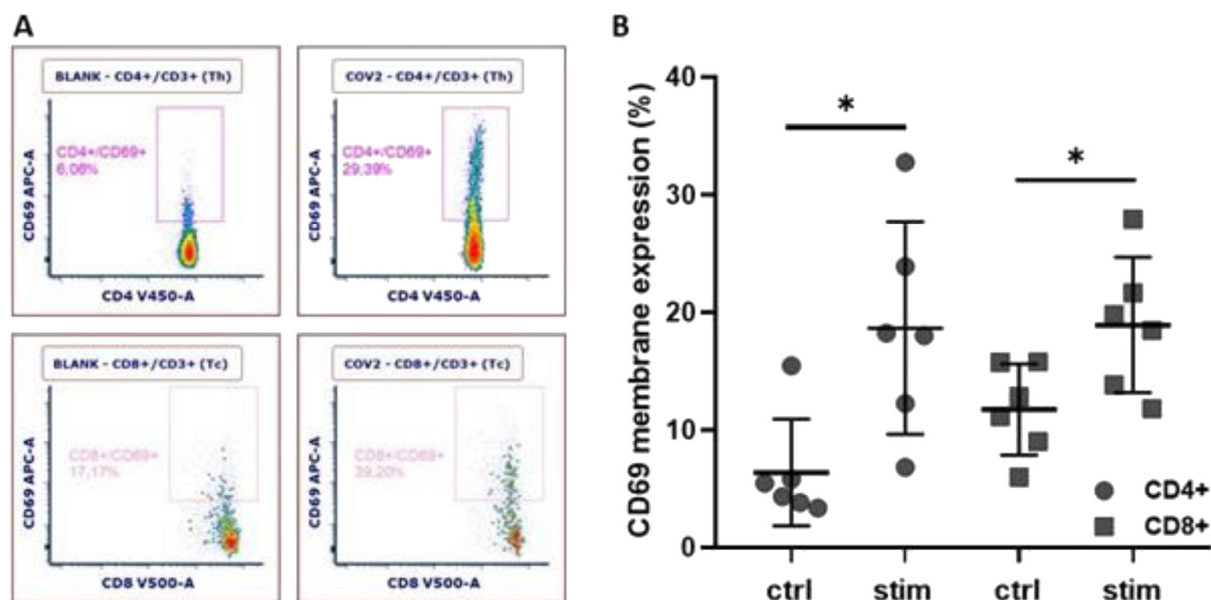 A
BLANK - CD4+/CD3+ (Th)
CD4+/CD69+
6,06%
CD69 APC-A
CD4 V450-A
COV2 - CD4+/CD3+ (Th)
CD4+/CD69+
29,39%
CD69 APC-A
CD4 V450-A
BLANK - CD8+/CD3+ (Tc)
CD8+/CD69+
17,17%
CD69 APC-A
CD8 V500-A
COV2 - CD8+/CD3+ (Tc)
CD8+/CD69+
39,20%
CD69 APC-A
CD8 V500-A
B
CD69 membrane expression (%)
40
30
20
10
0
*
*
CD4+
CD8+
ctrl stim ctrl stim